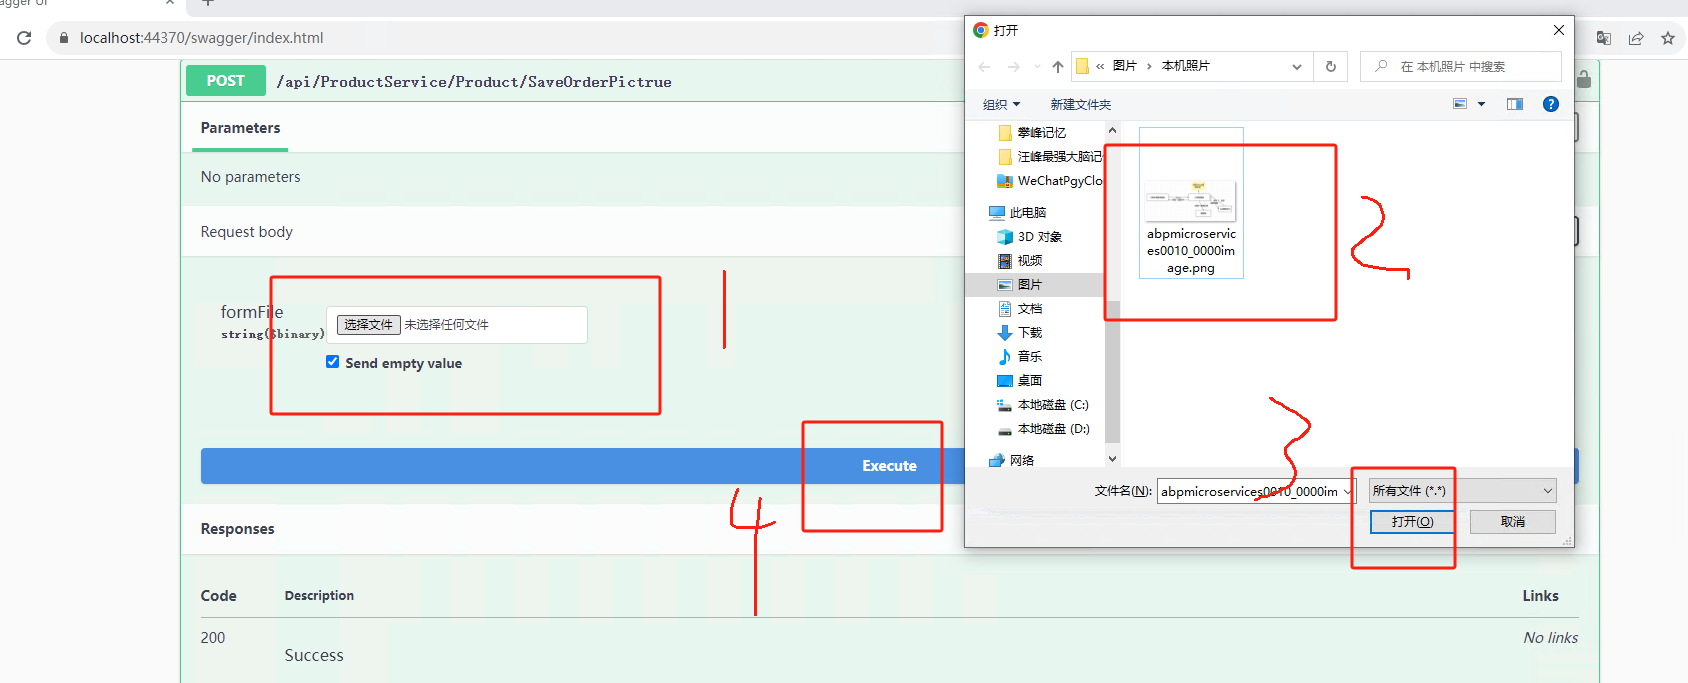 agger UI
localhost:44370/swagger/index.html
POST /api/ProductService/Product/SaveOrderPictrue
Parameters
No parameters
Request body
formFile
string($binary)
选择文件 未选择任何文件
Send empty value
1
Execute
4
Responses
Code Description Links
200 Success No links
打开
« 图片 › 本机照片
在 本机照片 中搜索
组织 新建文件夹
攀峰记忆
汪峰最强大脑记
WeChatPgyClo
此电脑
3D 对象
视频
图片
文档
下载
音乐
桌面
本地磁盘 (C:)
本地磁盘 (D:)
网络
abpmicroservic
es0010_0000im
age.png
2
3
文件名(N): abpmicroservices0010_0000im 所有文件 (*.*)
打开(O) 取消